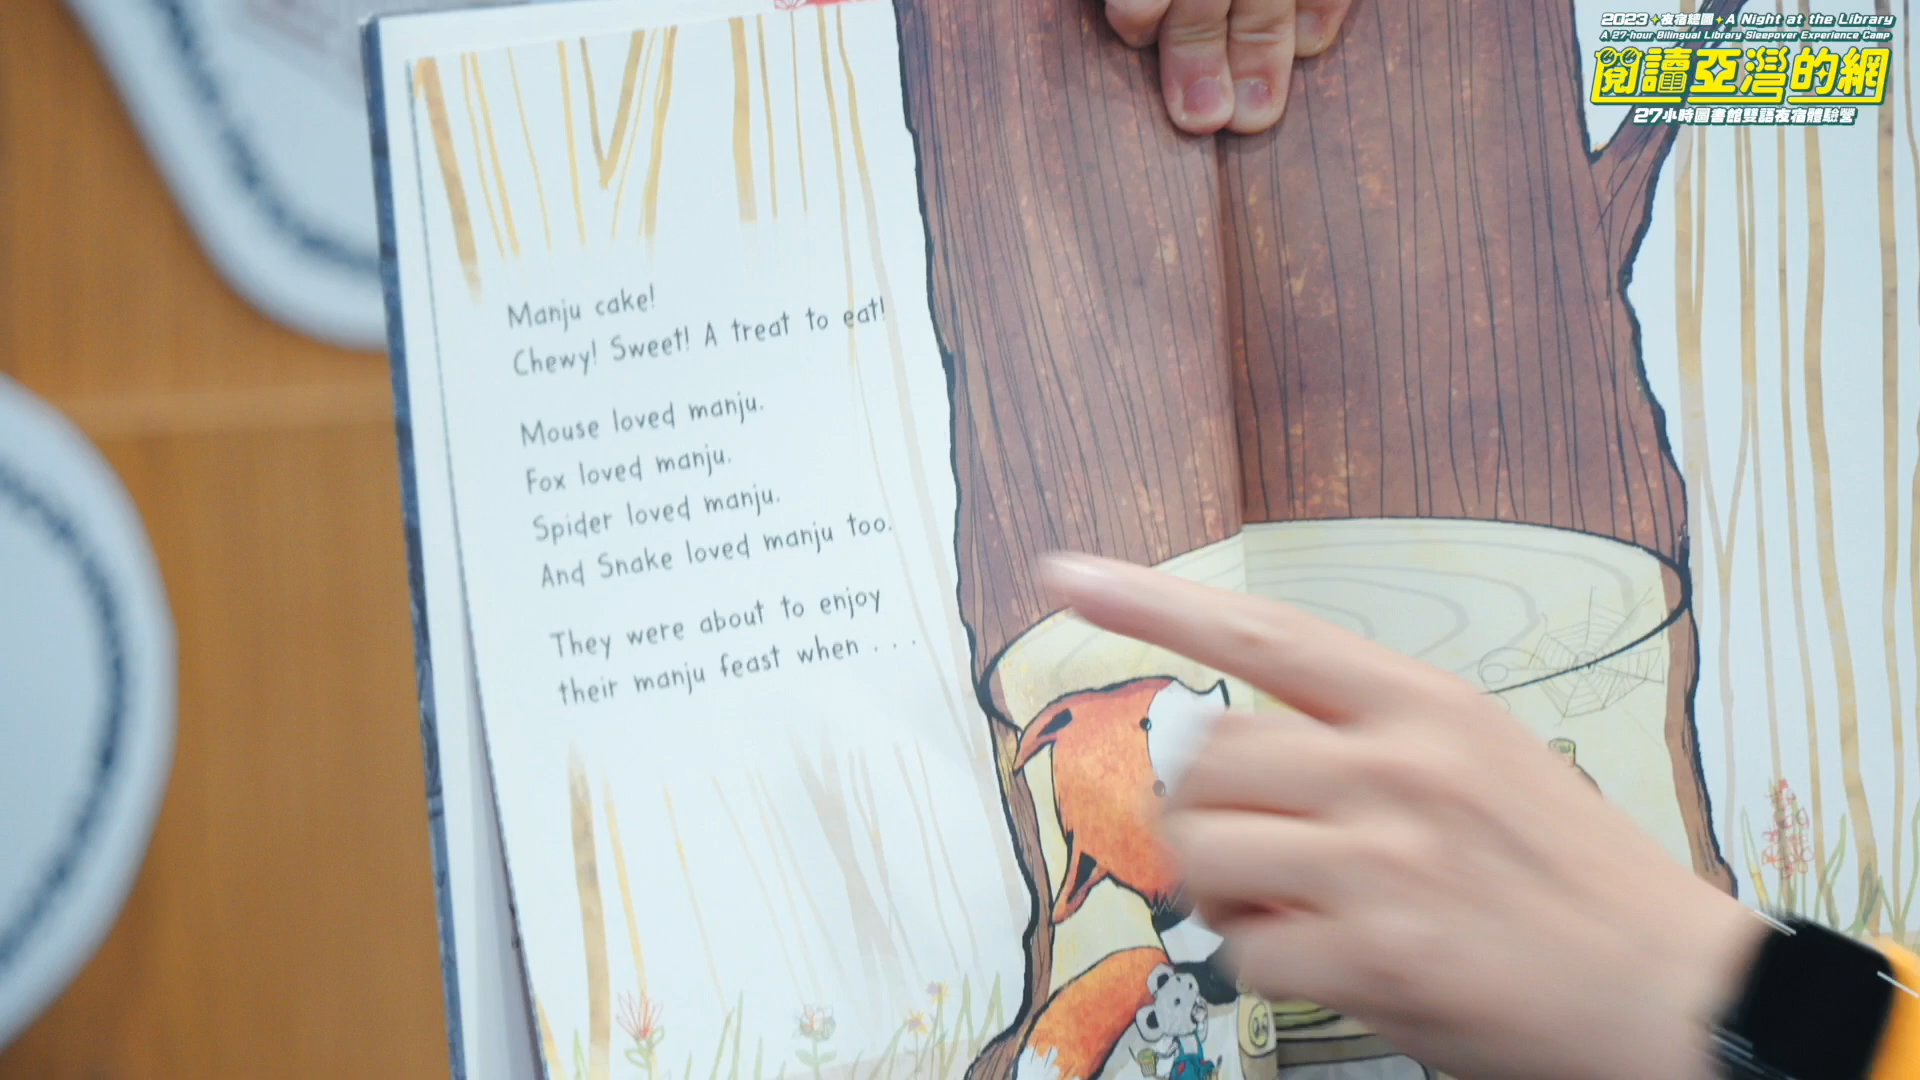 2023 夜宿總圖 A Night at the Library
A 27-hour Bilingual Library Sleepover Experience Camp
閱讀亞灣的網
27小時圖書館雙語夜宿體驗營
Manju cake!
Chewy! Sweet! A treat to eat!
Mouse loved manju.
Fox loved manju.
Spider loved manju.
And Snake loved manju too.
They were about to enjoy
their manju feast when . . .